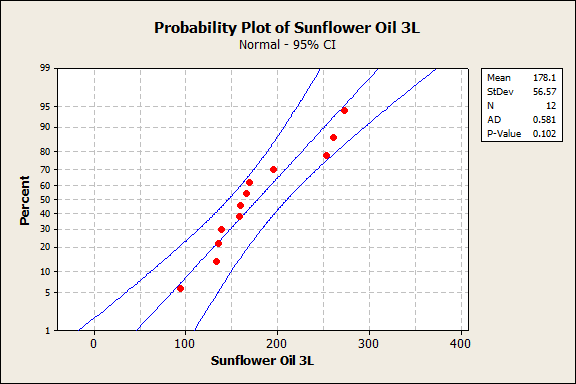 Probability Plot of Sunflower Oil 3L
Normal - 95% CI
Mean 178.1
StDev 56.57
N 12
AD 0.581
P-Value 0.102
Percent
99
95
90
80
70
60
50
40
30
20
10
5
1
0 100 200 300 400
Sunflower Oil 3L